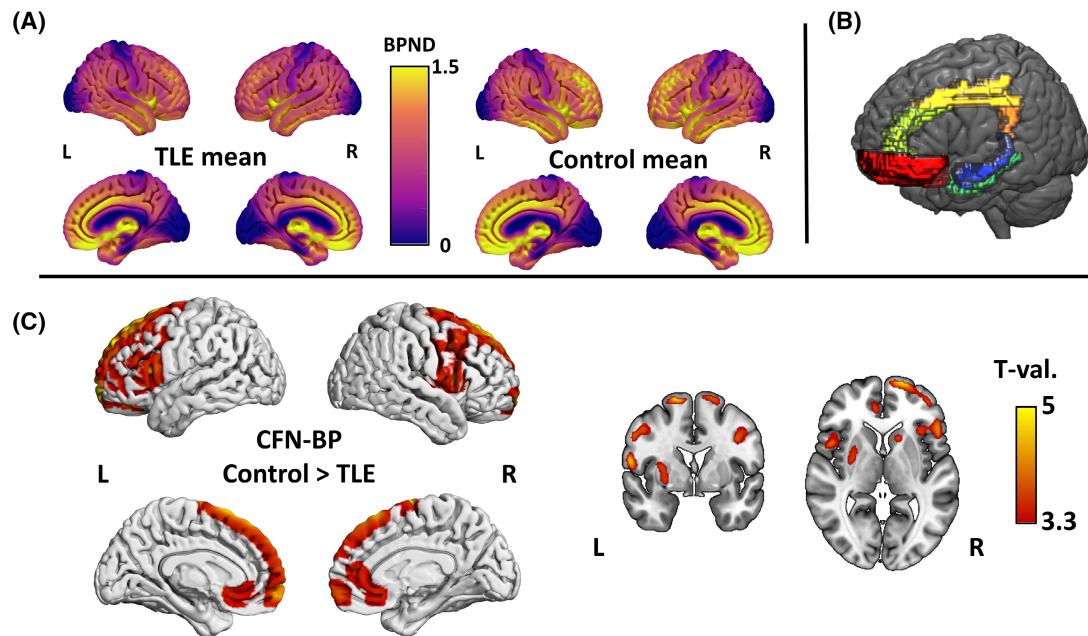 (A)
BPND
1.5
0
L
TLE mean
R
L
Control mean
R
(B)
(C)
CFN-BP
Control > TLE
L
R
L
R
T-val.
5
3.3